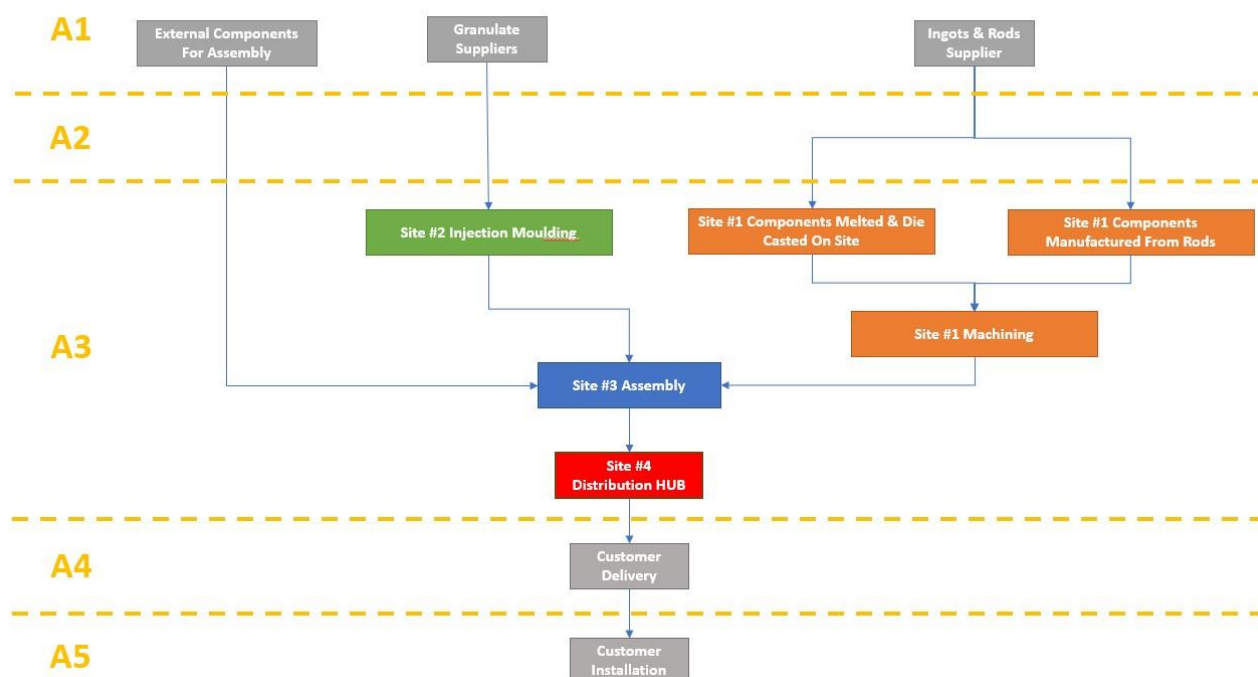 A1
External Components
For Assembly
Granulate
Suppliers
Ingots & Rods
Supplier
A2
Site #2 Injection Moulding
Site #1 Components Melted & Die
Casted On Site
Site #1 Components
Manufactured From Rods
A3
Site #1 Machining
Site #3 Assembly
Site #4
Distribution HUB
A4
Customer
Delivery
A5
Customer
Installation